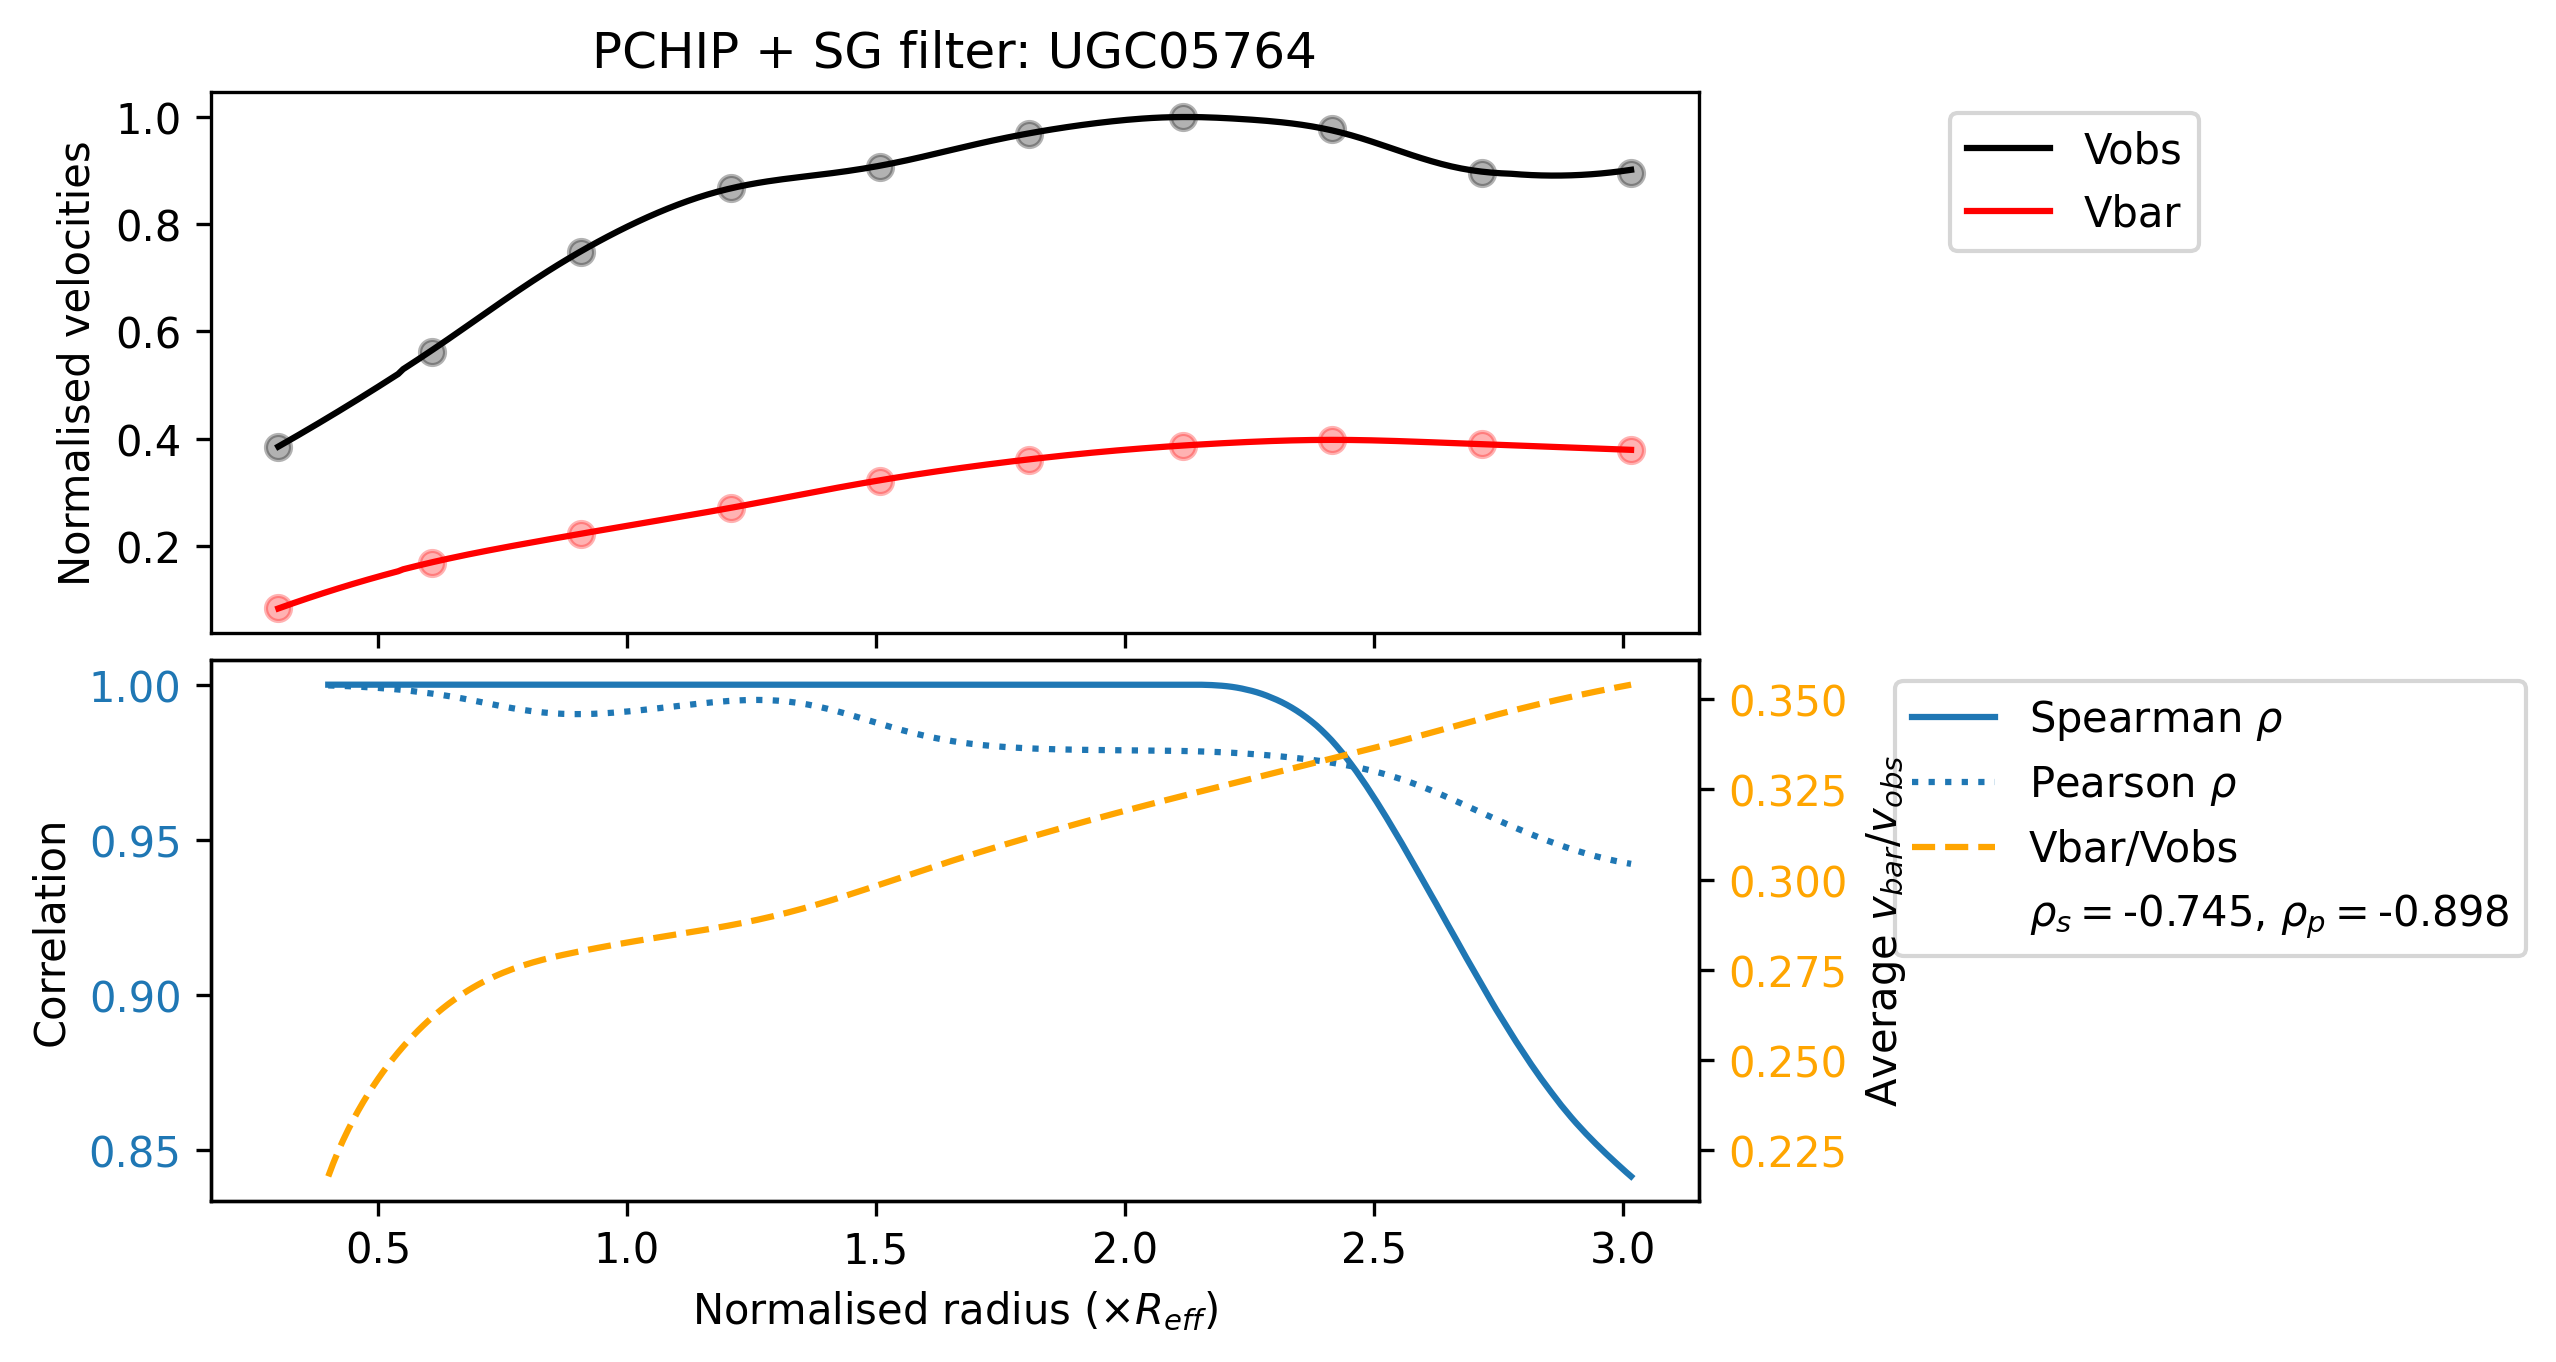 PCHIP + SG filter: UGC05764
Normalised velocities
1.0
0.8
0.6
0.4
0.2
Vobs
Vbar
Correlation
1.00
0.95
0.90
0.85
0.350
0.325
0.300
0.275
0.250
0.225
Average v_bar/v_obs
Spearman ρ
Pearson ρ
Vbar/Vobs
ρ_s = -0.745, ρ_p = -0.898
0.5 1.0 1.5 2.0 2.5 3.0
Normalised radius (×R_eff)